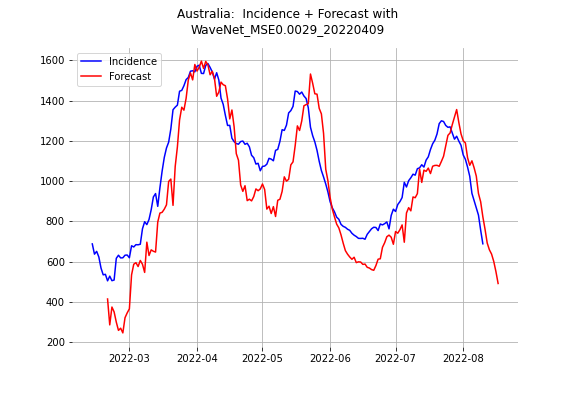 Australia:  Incidence + Forecast with
WaveNet_MSE0.0029_20220409
Incidence
Forecast
1600
1400
1200
1000
800
600
400
200
2022-03 2022-04 2022-05 2022-06 2022-07 2022-08